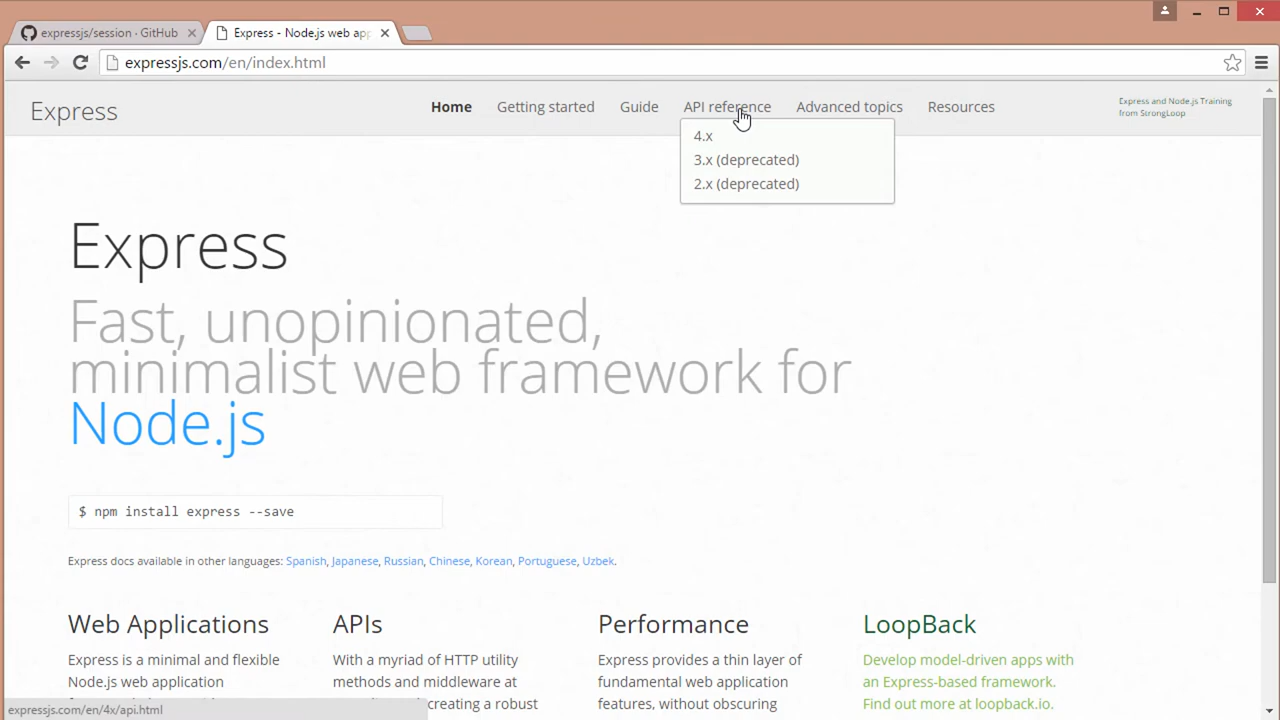 expressjs/session · GitHub
Express - Node.js web app
expressjs.com/en/index.html
Express
Home
Getting started
Guide
API reference
Advanced topics
Resources
Express and Node.js Training
from StrongLoop
4.x
3.x (deprecated)
2.x (deprecated)
Express
Fast, unopinionated,
minimalist web framework for
Node.js
$ npm install express --save
Express docs available in other languages: Spanish, Japanese, Russian, Chinese, Korean, Portuguese, Uzbek.
Web Applications
Express is a minimal and flexible
Node.js web application
APIs
With a myriad of HTTP utility
methods and middleware at
creating a robust
Performance
Express provides a thin layer of
fundamental web application
features, without obscuring
LoopBack
Develop model-driven apps with
an Express-based framework.
Find out more at loopback.io.
expressjs.com/en/4x/api.html